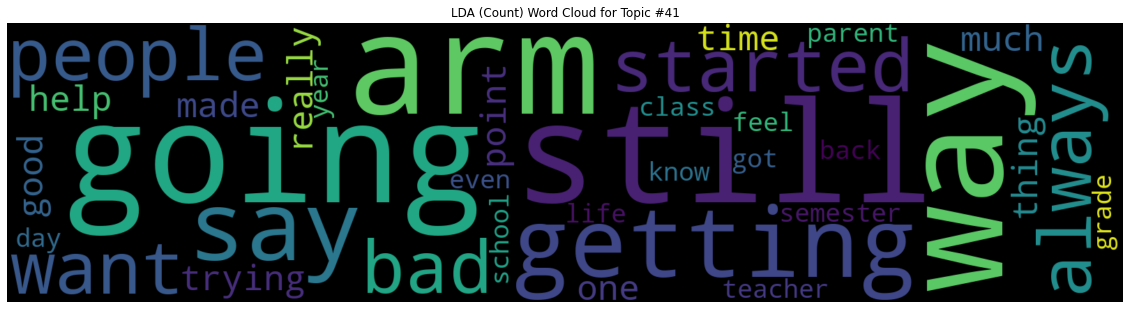 LDA (Count) Word Cloud for Topic #41
people
arm
started
time
parent
much
help
made
really
year
point
class
feel
going
still
way
always
good
even
know
got
back
thing
grade
day
say
want
trying
bad
school
getting
life
semester
one
teacher